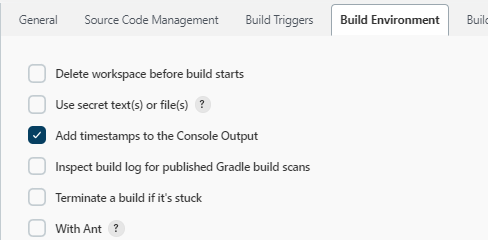 General Source Code Management Build Triggers Build Environment
Delete workspace before build starts
Use secret text(s) or file(s) ?
Add timestamps to the Console Output
Inspect build log for published Gradle build scans
Terminate a build if it's stuck
With Ant ?